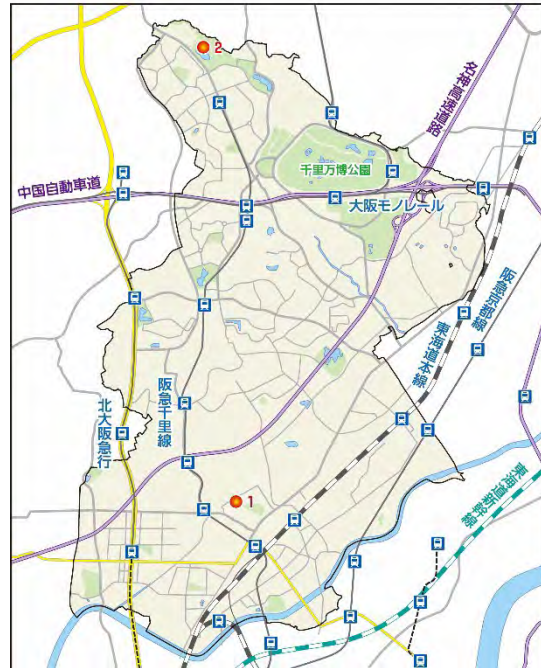 2
名神高速道路
千里万博公園
中国自動車道
大阪モノレール
阪急京都線
東海道本線
阪急千里線
北大阪急行
1
東海道新幹線